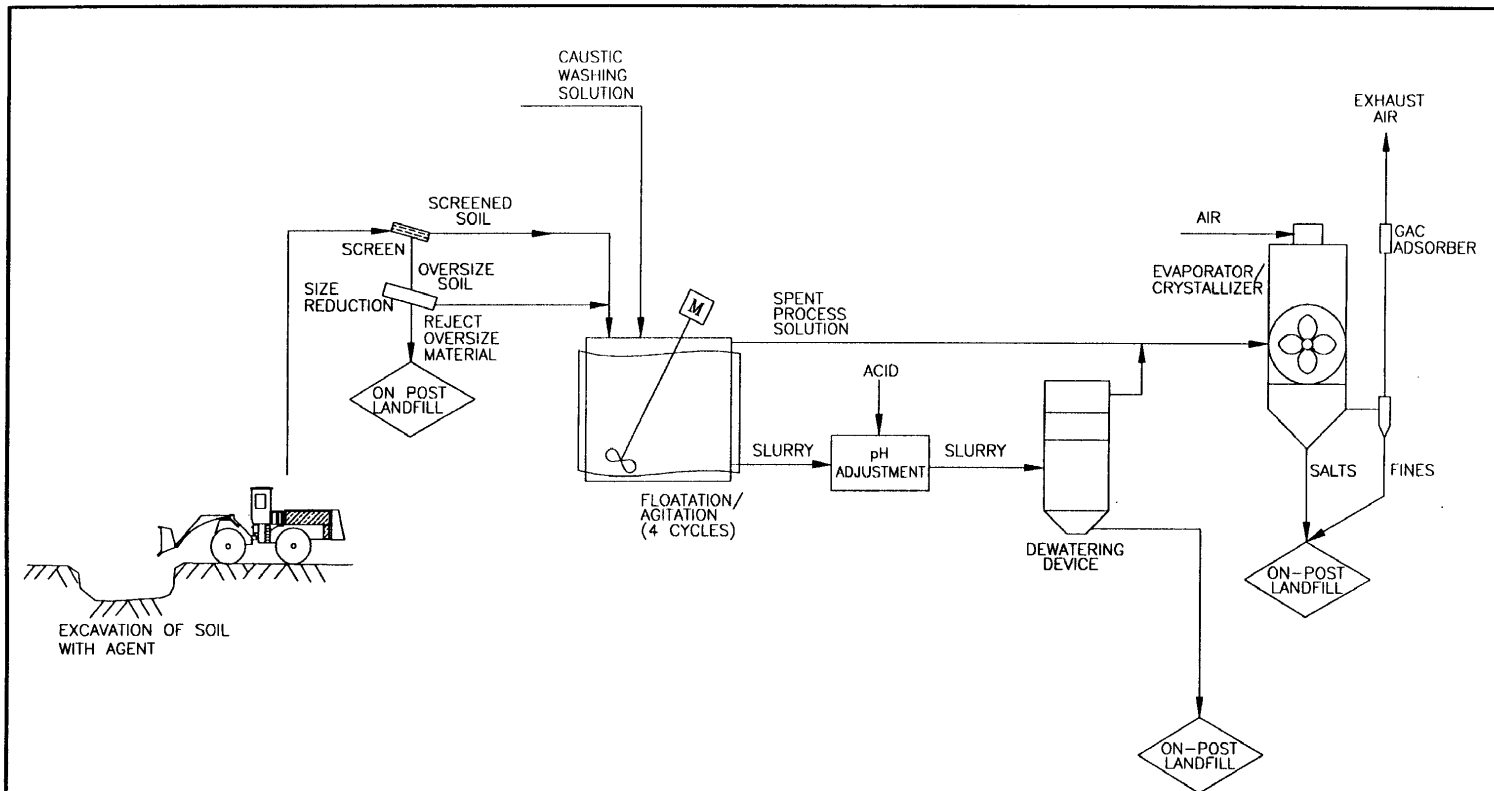 CAUSTIC
WASHING
SOLUTION
EXHAUST
AIR
SCREENED
SOIL
SCREEN
AIR
GAC
ADSORBER
OVERSIZE
SOIL
SIZE
REDUCTION
EVAPORATOR/
CRYSTALLIZER
M
SPENT
PROCESS
SOLUTION
REJECT
OVERSIZE
MATERIAL
ON POST
LANDFILL
ACID
SLURRY
pH
ADJUSTMENT
SLURRY
SALTS
FINES
FLOATATION/
AGITATION
(4 CYCLES)
DEWATERING
DEVICE
ON-POST
LANDFILL
EXCAVATION OF SOIL
WITH AGENT
ON-POST
LANDFILL